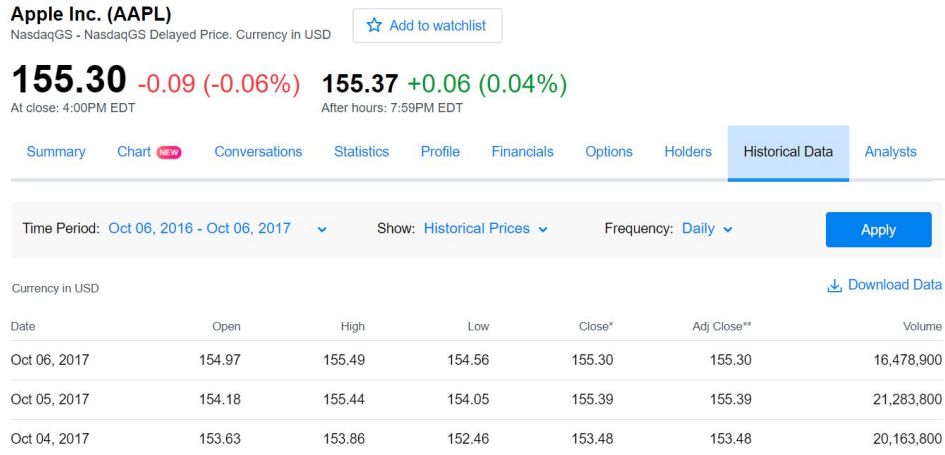 Apple Inc. (AAPL)
NasdaqGS - NasdaqGS Delayed Price. Currency in USD
Add to watchlist
155.30 -0.09 (-0.06%) 155.37 +0.06 (0.04%)
At close: 4:00PM EDT After hours: 7:59PM EDT
Summary Chart NEW Conversations Statistics Profile Financials Options Holders Historical Data Analysts
Time Period: Oct 06, 2016 - Oct 06, 2017 Show: Historical Prices Frequency: Daily Apply
Currency in USD Download Data
Date Open High Low Close* Adj Close** Volume
Oct 06, 2017 154.97 155.49 154.56 155.30 155.30 16,478,900
Oct 05, 2017 154.18 155.44 154.05 155.39 155.39 21,283,800
Oct 04, 2017 153.63 153.86 152.46 153.48 153.48 20,163,800